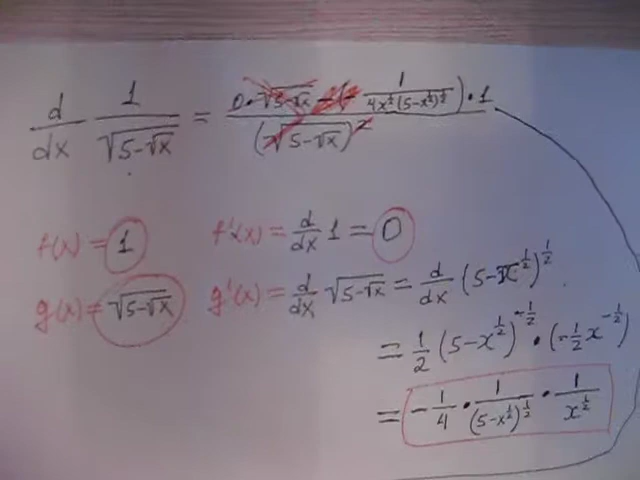 d/dx 1/√(5-√x) = (0·√(5-√x) - (-1/(4x^(1/2)(5-x^(1/2))^(1/2)))·1)/(√(5-√x))^2
f(x) = 1 f'(x) = d/dx 1 = 0
g(x) = √(5-√x) g'(x) = d/dx √(5-√x) = d/dx (5-x^(1/2))^(1/2)
= 1/2 (5-x^(1/2))^(-1/2) · (-1/2 x^(-1/2))
= -1/4 · 1/(5-x^(1/2))^(1/2) · 1/x^(1/2)